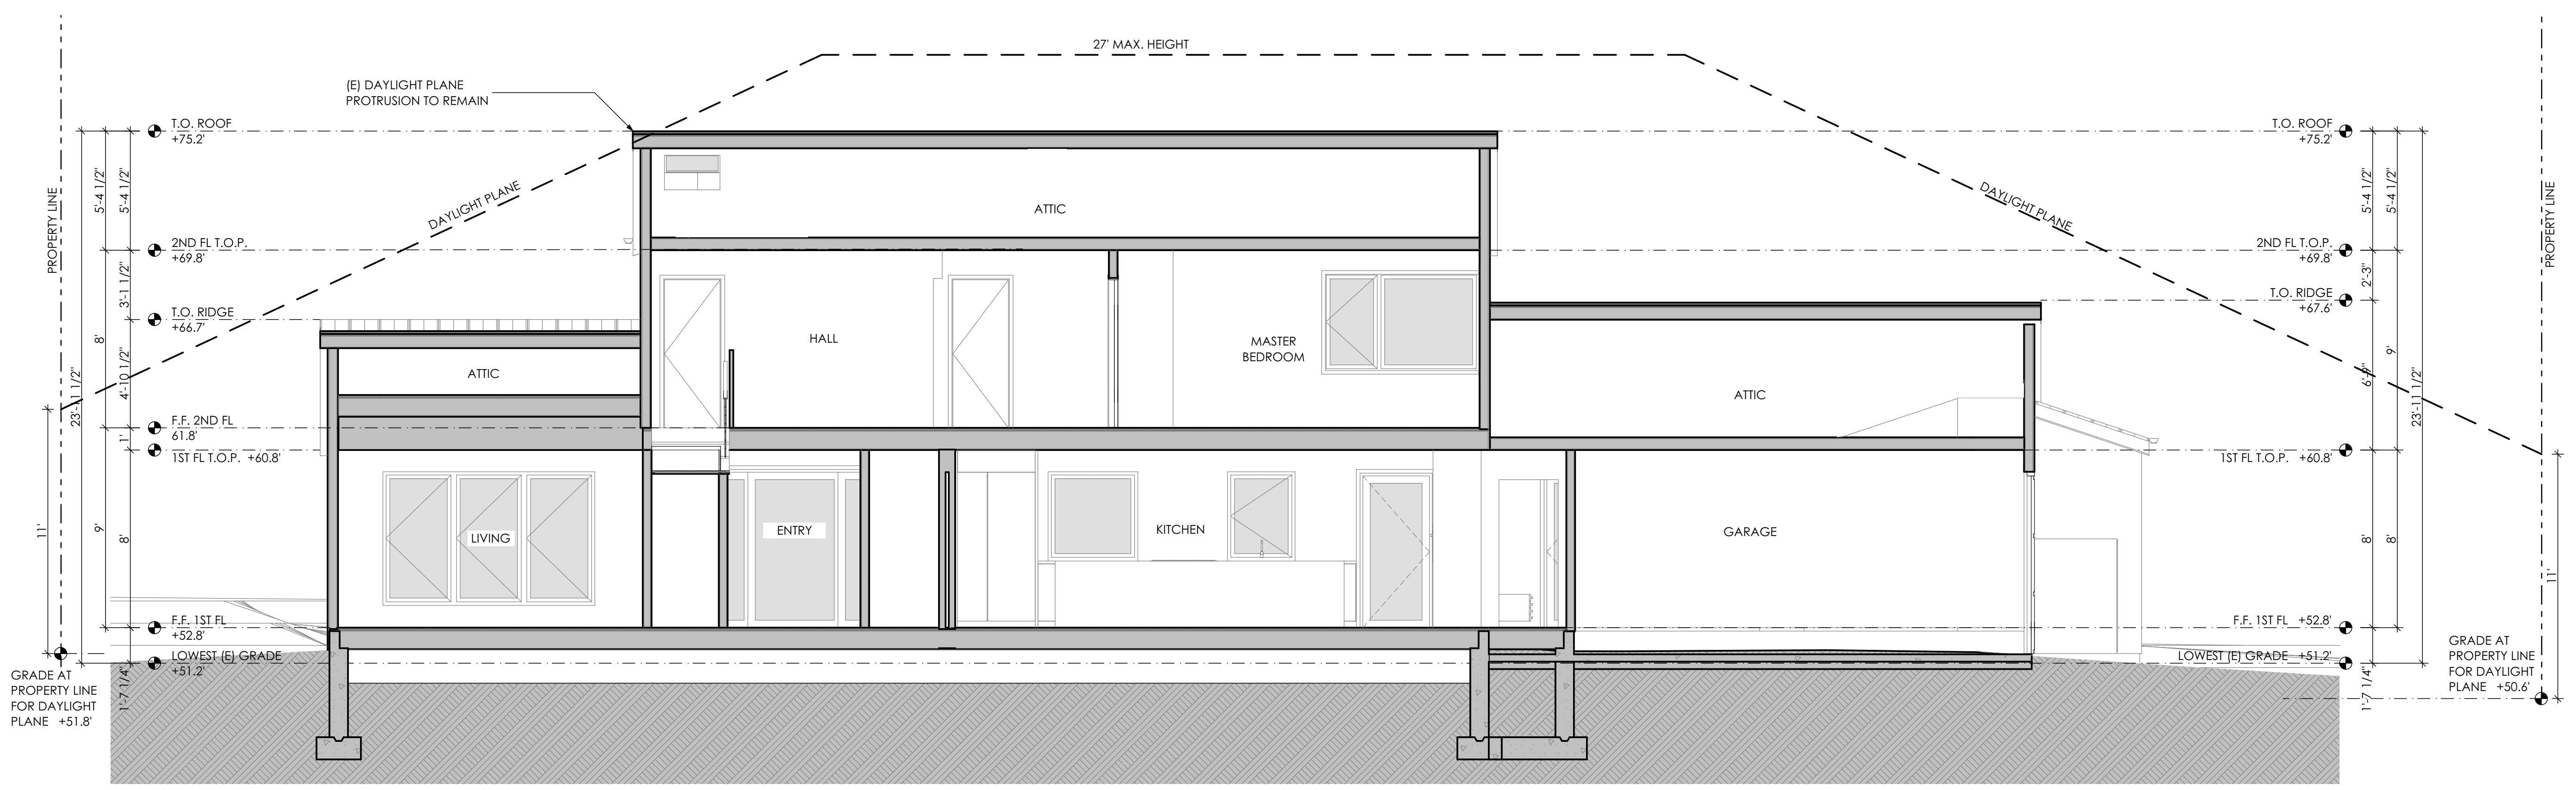 27' MAX. HEIGHT
(E) DAYLIGHT PLANE
PROTRUSION TO REMAIN
T.O. ROOF
+75.2'
T.O. ROOF
+75.2'
PROPERTY LINE
PROPERTY LINE
DAYLIGHT PLANE
DAYLIGHT PLANE
5'-4 1/2"
5'-4 1/2"
5'-4 1/2"
5'-4 1/2"
ATTIC
2ND FL T.O.P.
+69.8'
2ND FL T.O.P.
+69.8'
3'-1 1/2"
2'-3"
T.O. RIDGE
+66.7'
T.O. RIDGE
+67.6'
8'
9'
HALL
MASTER
BEDROOM
ATTIC
ATTIC
4'-10 1/2"
6'-9"
23'-11 1/2"
23'-11 1/2"
F.F. 2ND FL
61.8'
1'
1ST FL T.O.P. +60.8'
1ST FL T.O.P. +60.8'
11'
9'
8'
LIVING
ENTRY
KITCHEN
GARAGE
8'
8'
11'
F.F. 1ST FL
+52.8'
F.F. 1ST FL +52.8'
LOWEST (E) GRADE
+51.2'
LOWEST (E) GRADE +51.2'
1'-7 1/4"
1'-7 1/4"
GRADE AT
PROPERTY LINE
FOR DAYLIGHT
PLANE +51.8'
GRADE AT
PROPERTY LINE
FOR DAYLIGHT
PLANE +50.6'